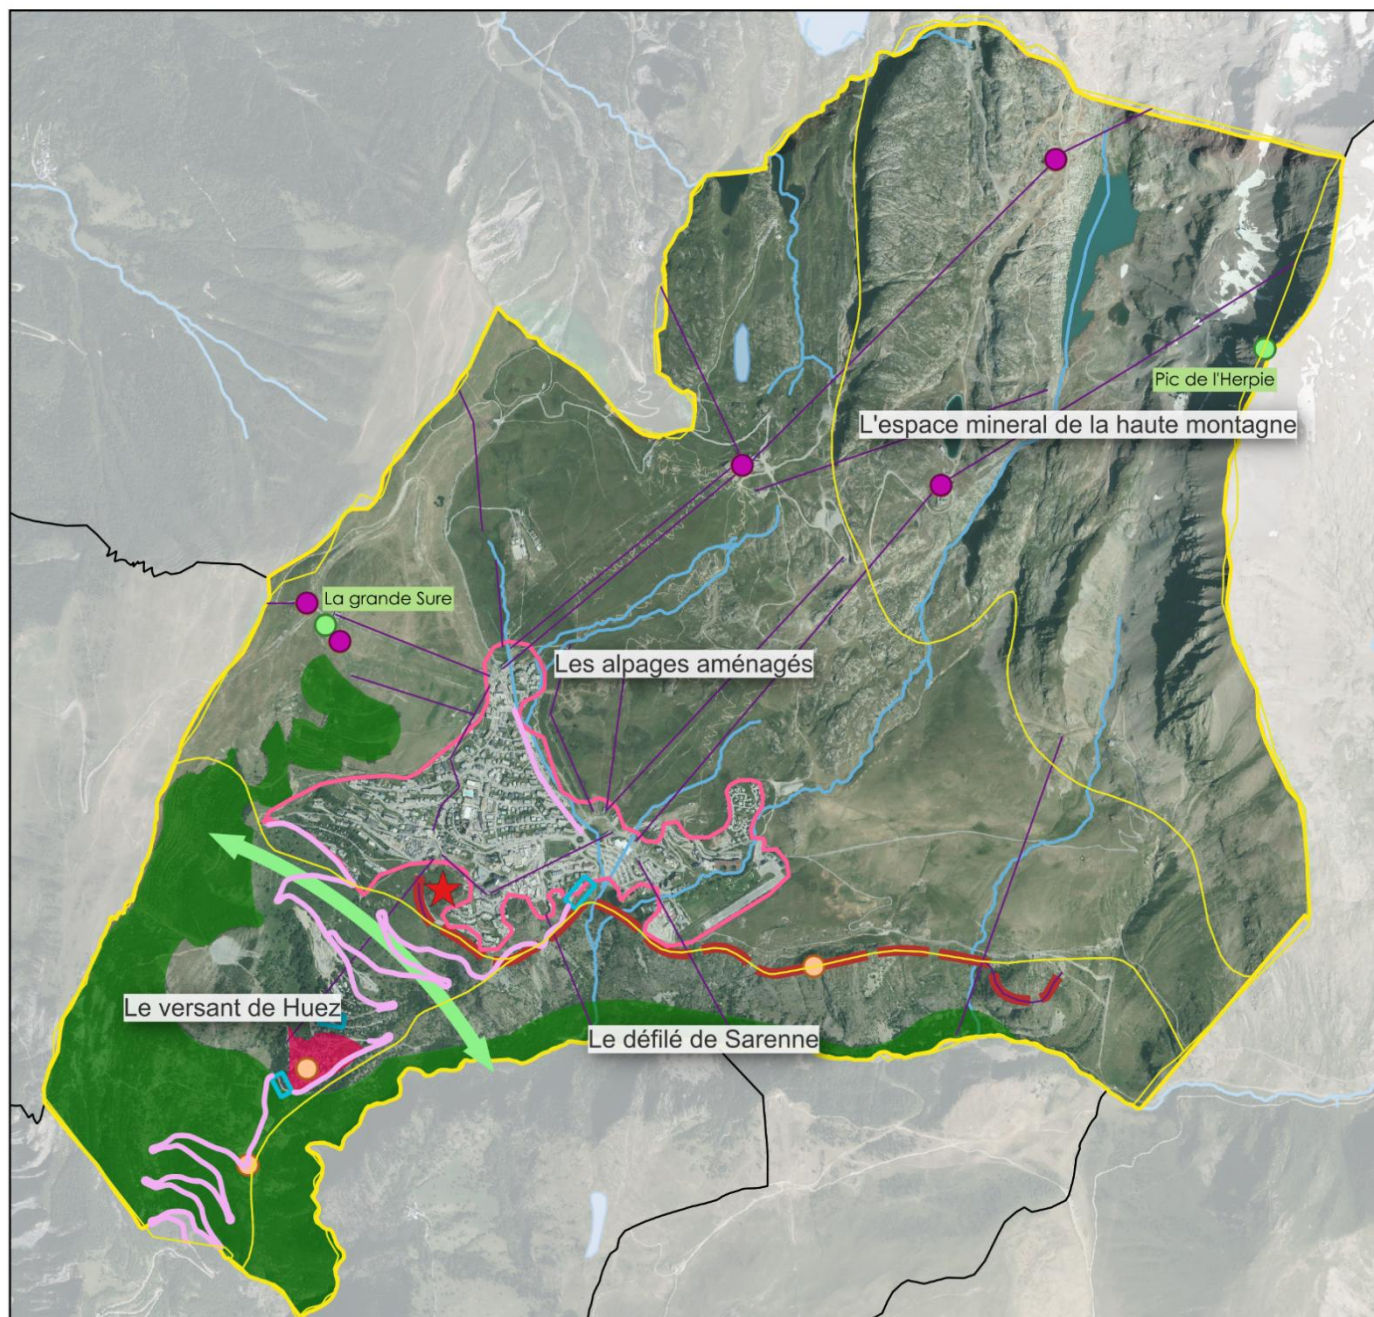 Pic de l'Herpie
L'espace mineral de la haute montagne
La grande Sure
Les alpages aménagés
Le versant de Huez
Le défilé de Sarenne